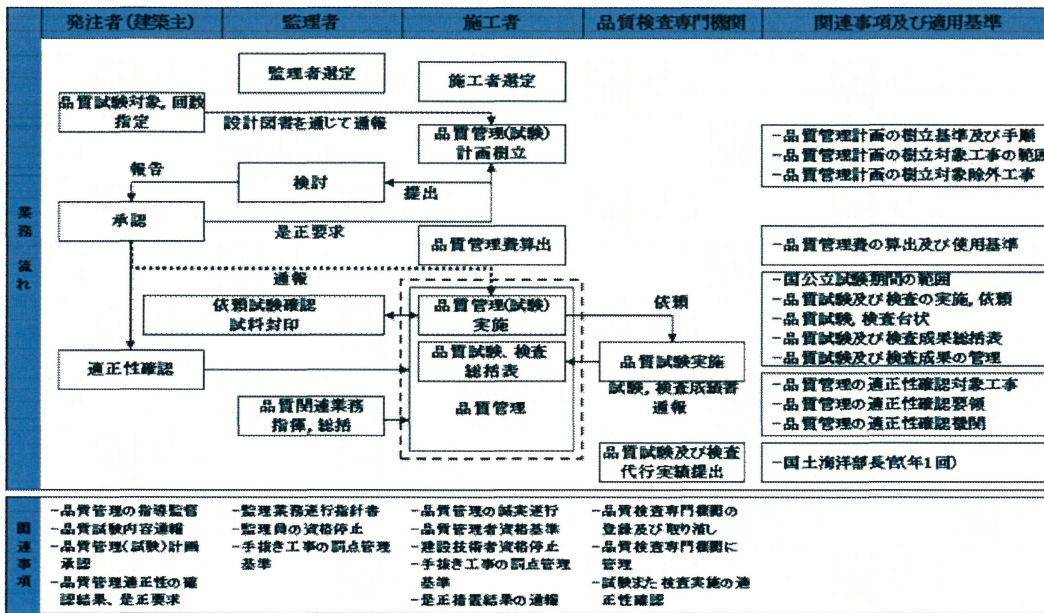 発注者(建築主)
監理者
施工者
品質検査専門機関
関連事項及び適用基準
業務流れ
監理者選定
施工者選定
品質試験対象, 回数
指定
設計図書を通じて通報
品質管理(試験)
計画樹立
-品質管理計画の樹立基準及び手順
-品質管理計画の樹立対象工事の範囲
-品質管理計画の樹立対象除外工事
報告
検討
提出
承認
是正要求
品質管理費算出
-品質管理費の算出及び使用基準
通報
依頼試験確認
試料封印
品質管理(試験)
実施
依頼
-国公立試験期間の範囲
-品質試験及び検査の実施, 依頼
-品質試験, 検査台状
-品質試験及び検査成果総括表
-品質試験及び検査成果の管理
適正性確認
品質試験、検査
総括表
品質試験実施
試験, 検査成績書
通報
品質関連業務
指揮, 総括
品質管理
-品質管理の適正性確認対象工事
-品質管理の適正性確認要領
-品質管理の適正性確認機関
品質試験及び検査
代行実績提出
-国土海洋部長官(年1回)
関連事項
-品質管理の指導監督
-品質試験内容通報
-品質管理(試験)計画
承認
-品質管理適正性の確
認結果、是正要求
-監理業務遂行指針書
-監理員の資格停止
-手抜き工事の罰点管理
基準
-品質管理の誠実遂行
-品質管理者資格基準
-建設技術者資格停止
-手抜き工事の罰点管理
基準
-是正措置結果の通報
-品質検査専門機関の
登録及び取り消し
-品質検査専門機関に
管理
-試験また検査実施の適
正性確認